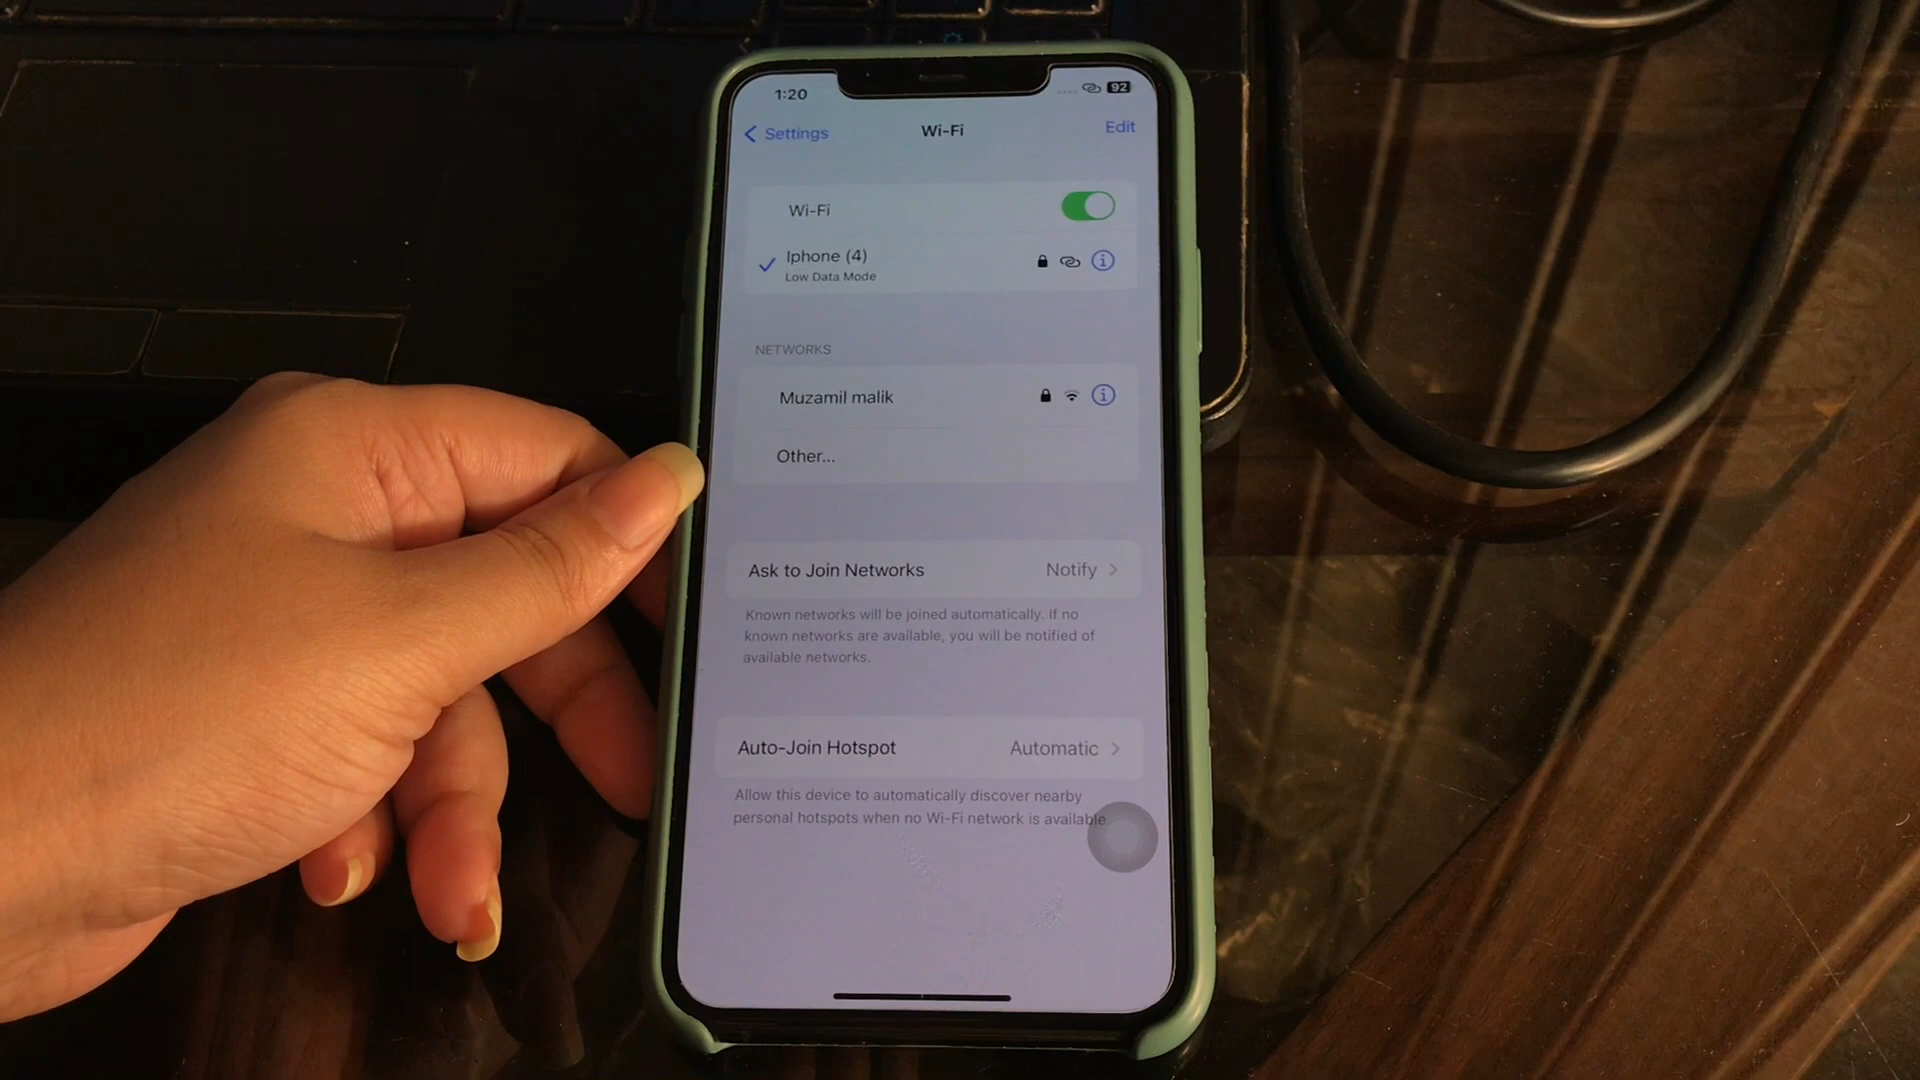 1:20
92
Settings
Wi-Fi
Edit
Wi-Fi
Iphone (4)
Low Data Mode
NETWORKS
Muzamil malik
Other...
Ask to Join Networks
Notify
Known networks will be joined automatically. If no
known networks are available, you will be notified of
available networks.
Auto-Join Hotspot
Automatic
Allow this device to automatically discover nearby
personal hotspots when no Wi-Fi network is available.